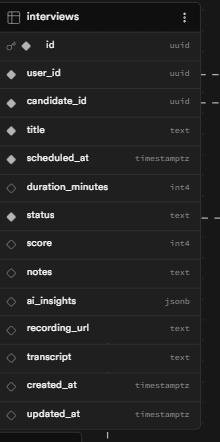 interviews
id uuid
user_id uuid
candidate_id uuid
title text
scheduled_at timestamptz
duration_minutes int4
status text
score int4
notes text
ai_insights jsonb
recording_url text
transcript text
created_at timestamptz
updated_at timestamptz